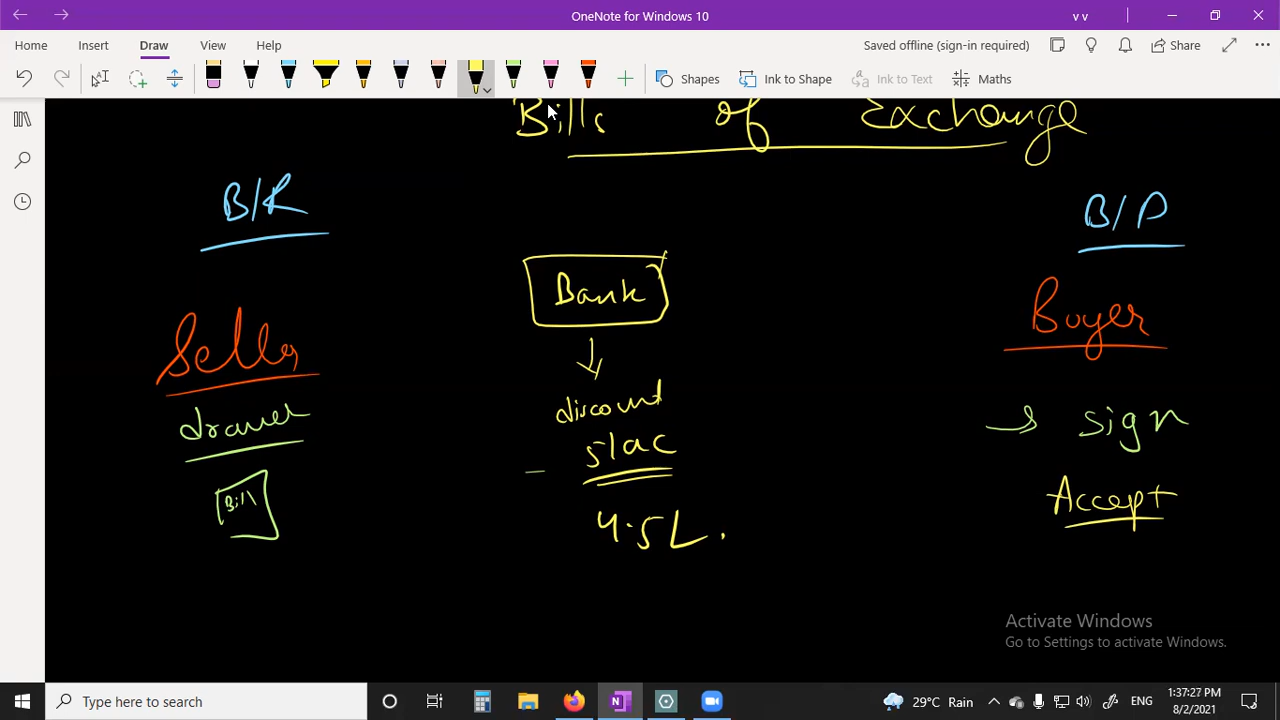 OneNote for Windows 10
v v
Home Insert Draw View Help
Saved offline (sign-in required)
Share
Shapes
Ink to Shape
Ink to Text
Maths
Bills of Exchange
B/R
B/P
Bank
Buyer
Seller
discount
drawer
sign
5lac
Bill
Accept
4.5L.
Activate Windows
Go to Settings to activate Windows.
Type here to search
29°C Rain
ENG
1:37:27 PM
8/2/2021